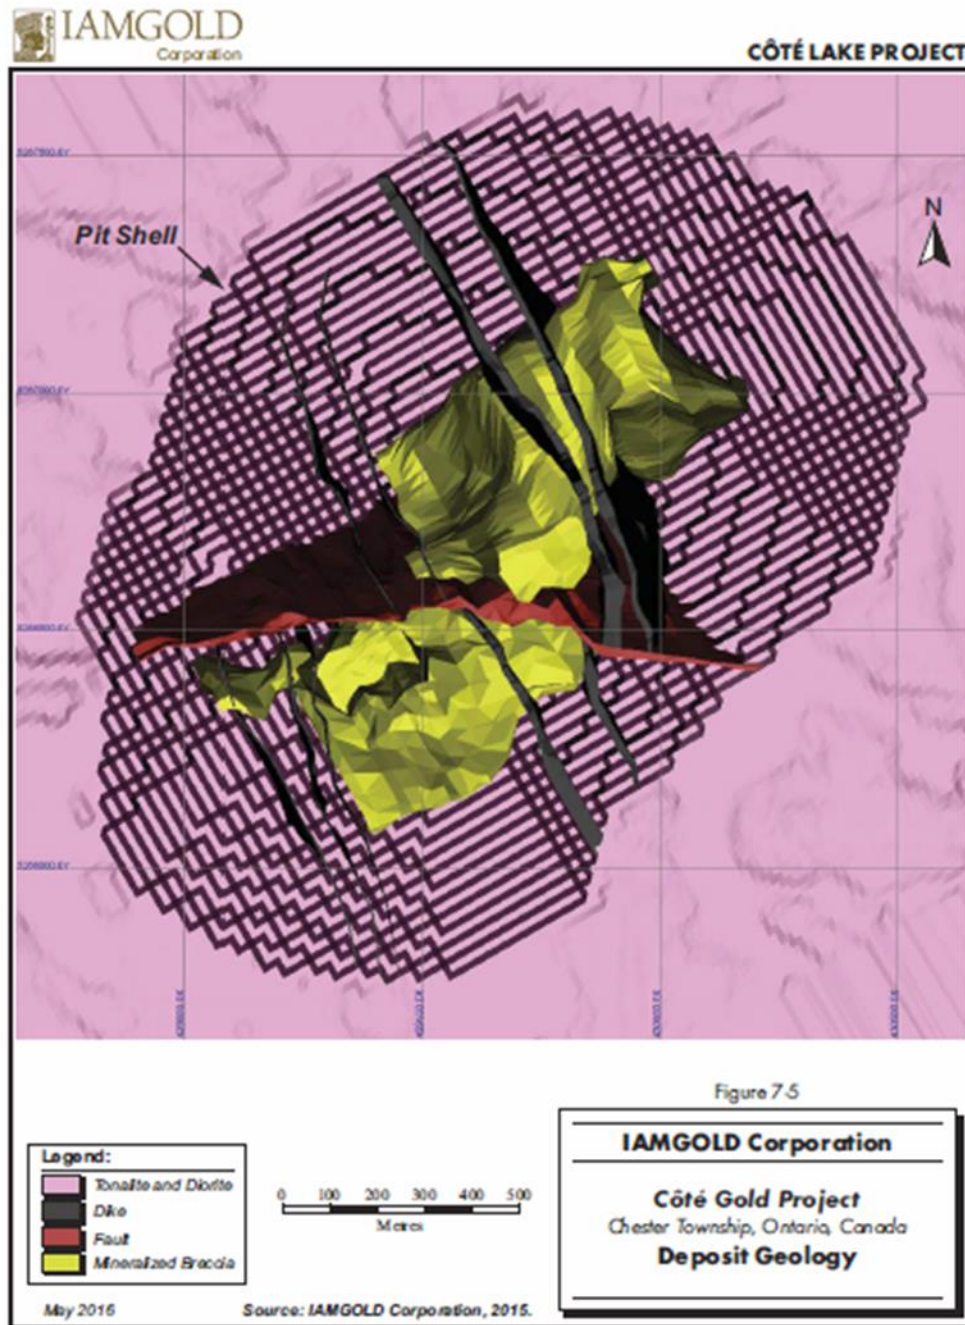 IAMGOLD
Corporation
CÔTÉ LAKE PROJECT
Pit Shell
N
Figure 7-5
IAMGOLD Corporation
Côté Gold Project
Chester Township, Ontario, Canada
Deposit Geology
Legend:
Tonalite and Diorite
Dike
Fault
Mineralized Breccia
0 100 200 300 400 500
Metres
May 2016
Source: IAMGOLD Corporation, 2015.